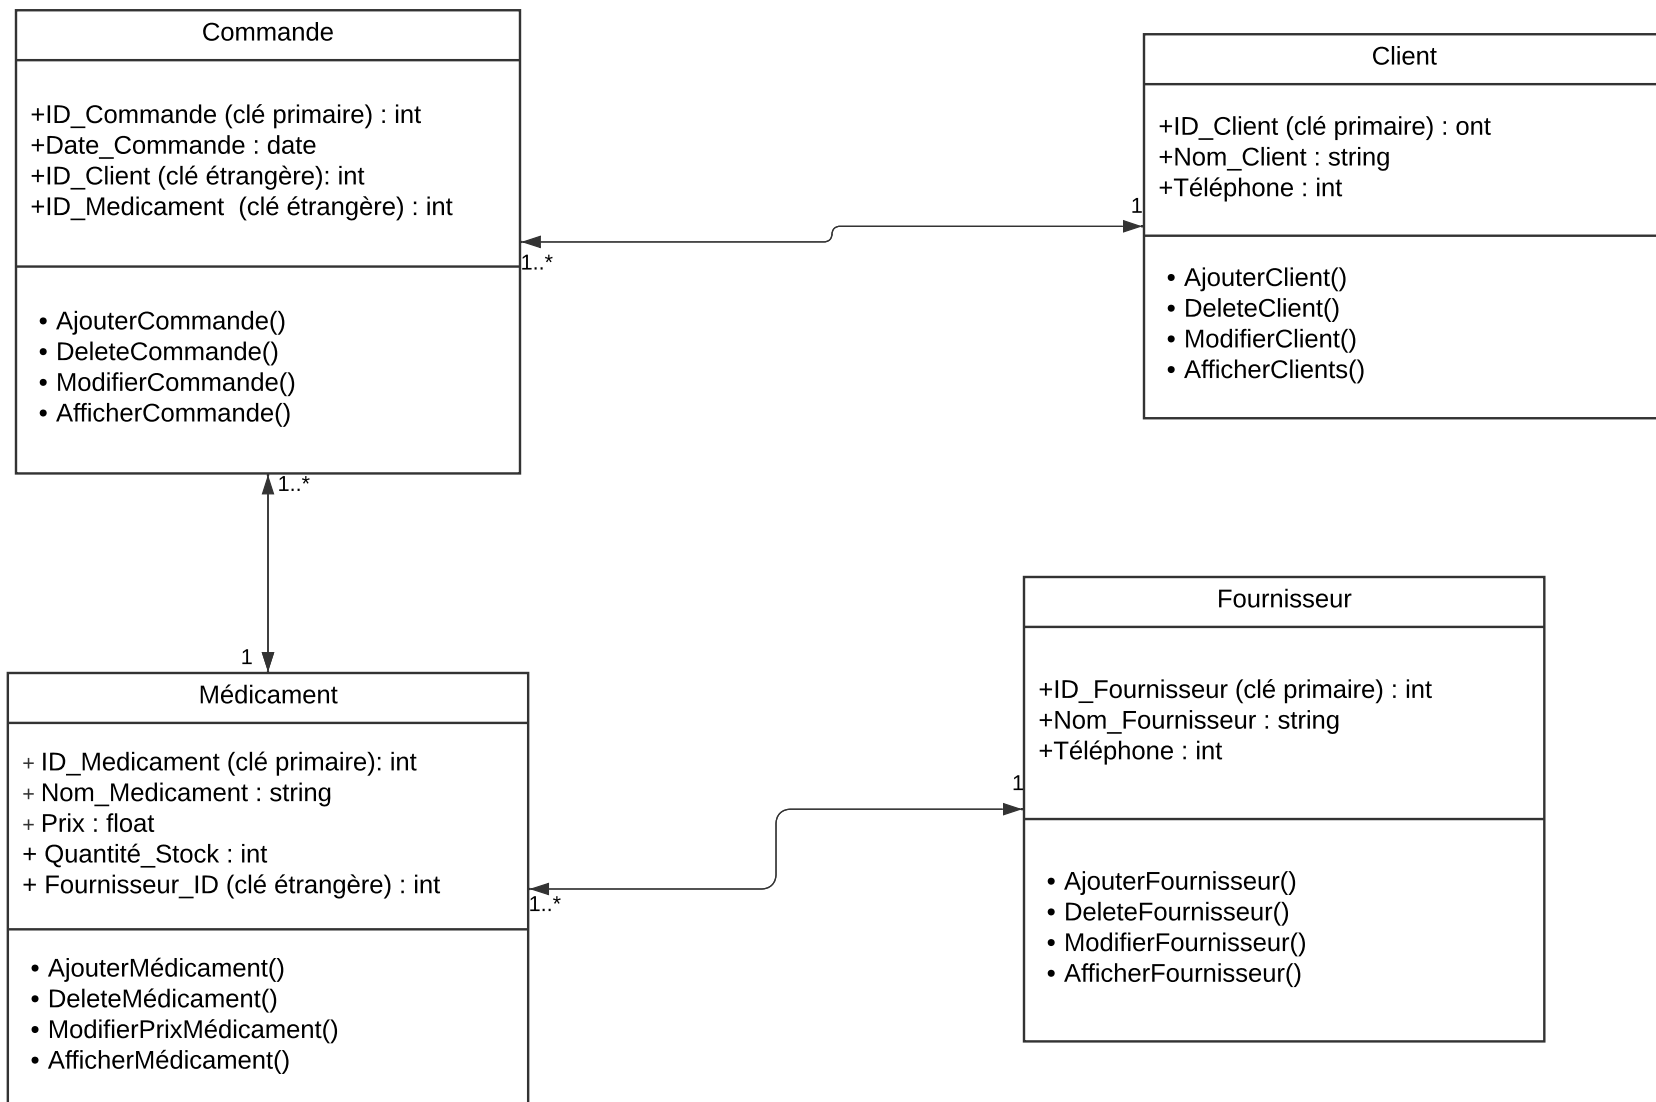 Commande
+ID_Commande (clé primaire) : int
+Date_Commande : date
+ID_Client (clé étrangère): int
+ID_Medicament  (clé étrangère) : int
• AjouterCommande()
• DeleteCommande()
• ModifierCommande()
• AfficherCommande()
Client
+ID_Client (clé primaire) : ont
+Nom_Client : string
+Téléphone : int
• AjouterClient()
• DeleteClient()
• ModifierClient()
• AfficherClients()
1
1..*
1..*
1
Médicament
+ ID_Medicament (clé primaire): int
+ Nom_Medicament : string
+ Prix : float
+ Quantité_Stock : int
+ Fournisseur_ID (clé étrangère) : int
• AjouterMédicament()
• DeleteMédicament()
• ModifierPrixMédicament()
• AfficherMédicament()
Fournisseur
+ID_Fournisseur (clé primaire) : int
+Nom_Fournisseur : string
+Téléphone : int
• AjouterFournisseur()
• DeleteFournisseur()
• ModifierFournisseur()
• AfficherFournisseur()
1
1..*